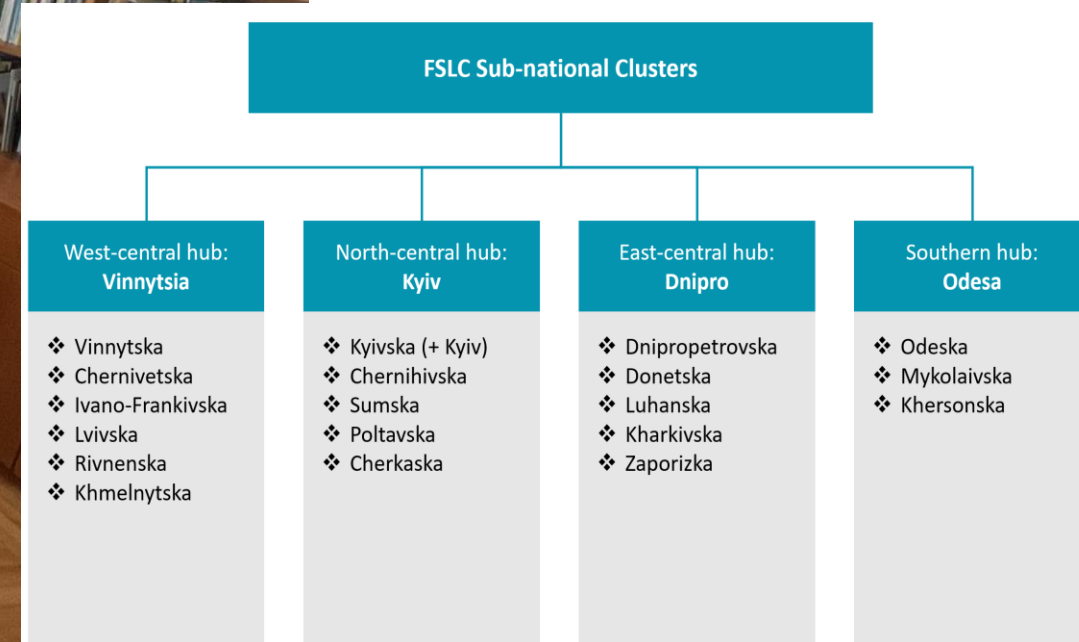 FSLC Sub-national Clusters
West-central hub:
Vinnytsia
❖ Vinnytska
❖ Chernivetska
❖ Ivano-Frankivska
❖ Lvivska
❖ Rivnenska
❖ Khmelnytska
North-central hub:
Kyiv
❖ Kyivska (+ Kyiv)
❖ Chernihivska
❖ Sumska
❖ Poltavska
❖ Cherkaska
East-central hub:
Dnipro
❖ Dnipropetrovska
❖ Donetska
❖ Luhanska
❖ Kharkivska
❖ Zaporizka
Southern hub:
Odesa
❖ Odeska
❖ Mykolaivska
❖ Khersonska